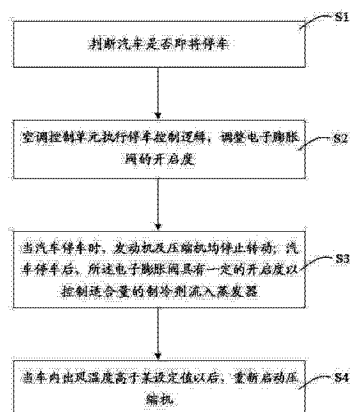 S1
判断汽车是否即将停车
S2
空调控制单元执行停车控制逻辑，调整电子膨胀
阀的开启度
S3
当汽车停车时，发动机及压缩机均停止转动；汽
车停车后，所述电子膨胀阀具有一定的开启度以
控制适合量的制冷剂流入蒸发器
S4
当车内出风温度高于某设定值以后，重新启动压
缩机